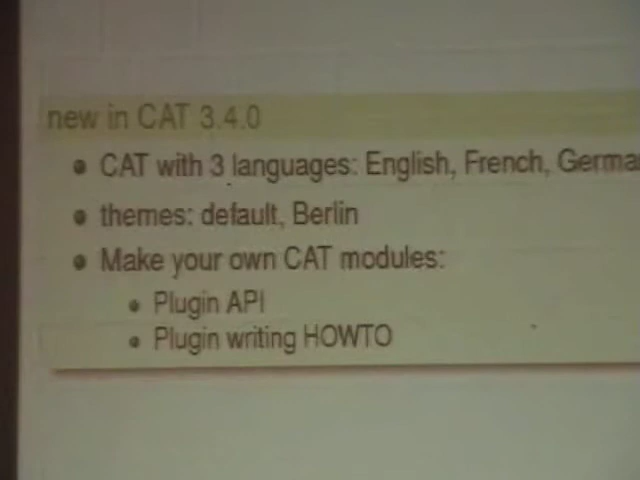 new in CAT 3.4.0
CAT with 3 languages: English, French, Germa
themes: default, Berlin
Make your own CAT modules:
Plugin API
Plugin writing HOWTO